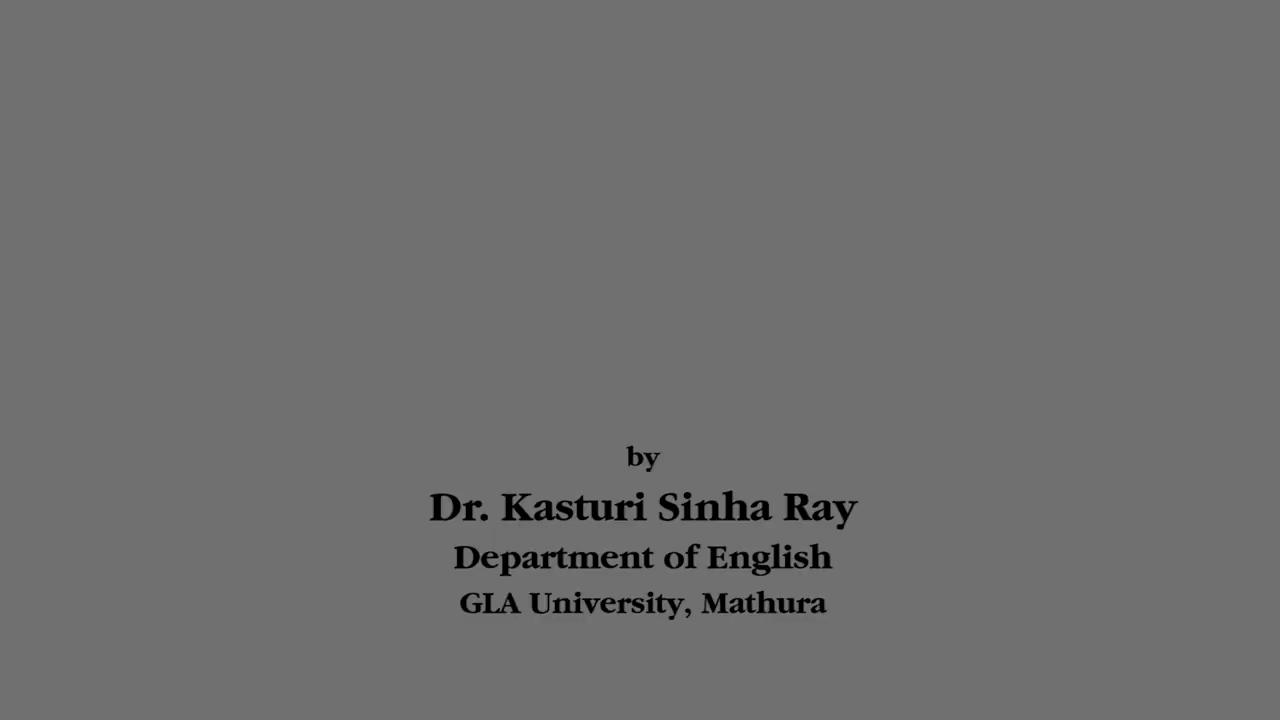 by
Dr. Kasturi Sinha Ray
Department of English
GLA University, Mathura